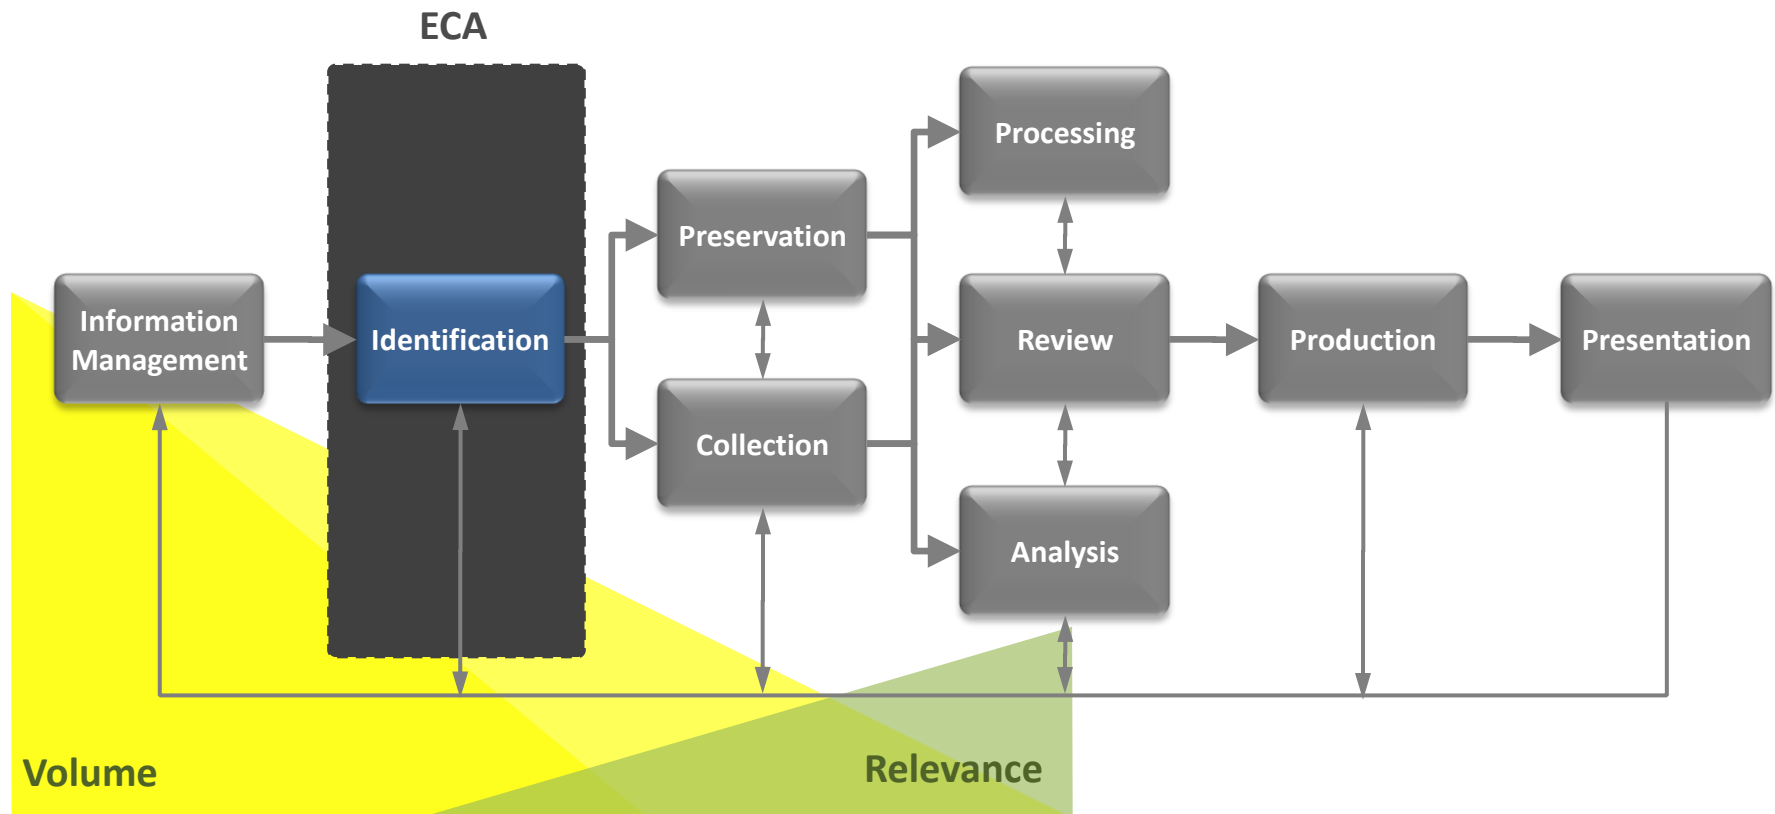 ECA
Processing
Preservation
Information
Management
Identification
Review
Production
Presentation
Collection
Analysis
Volume
Relevance